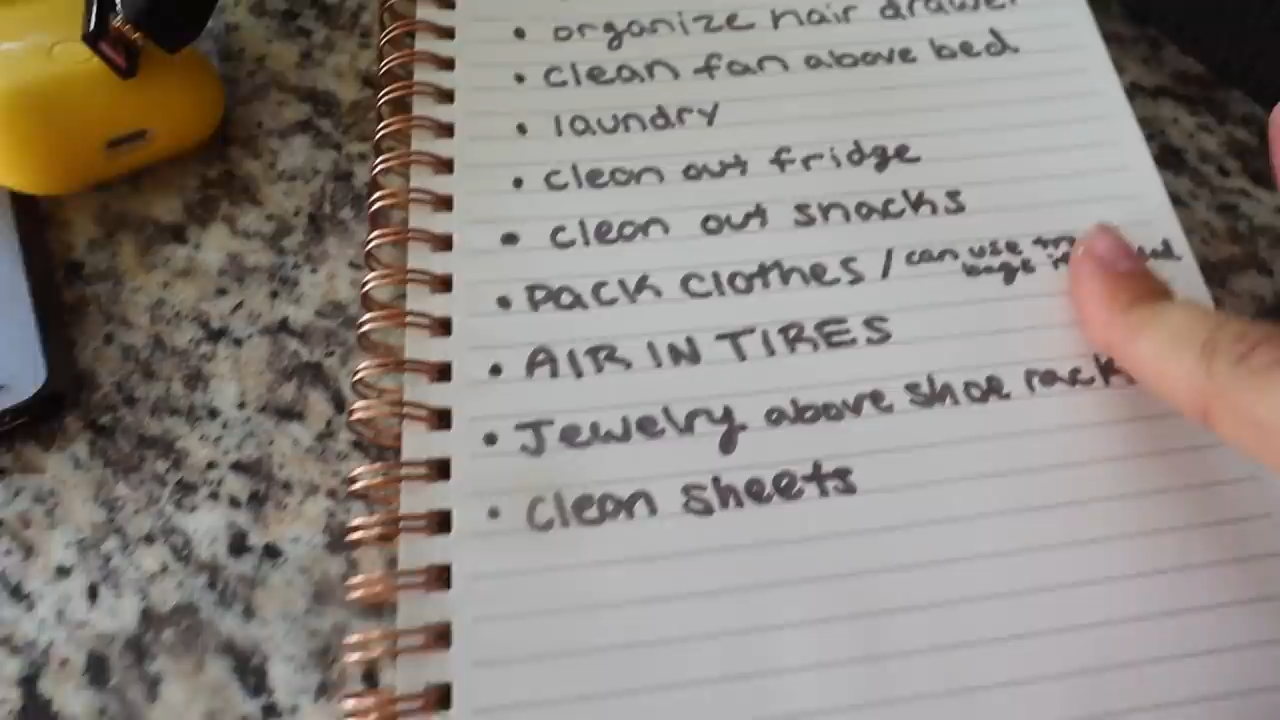 • organize hair drawer
• clean fan above bed
• laundry
• clean out fridge
• clean out snacks
• PACK clothes / can use
bags
• AIR IN TIRES
• Jewelry above shoe rack
• clean sheets